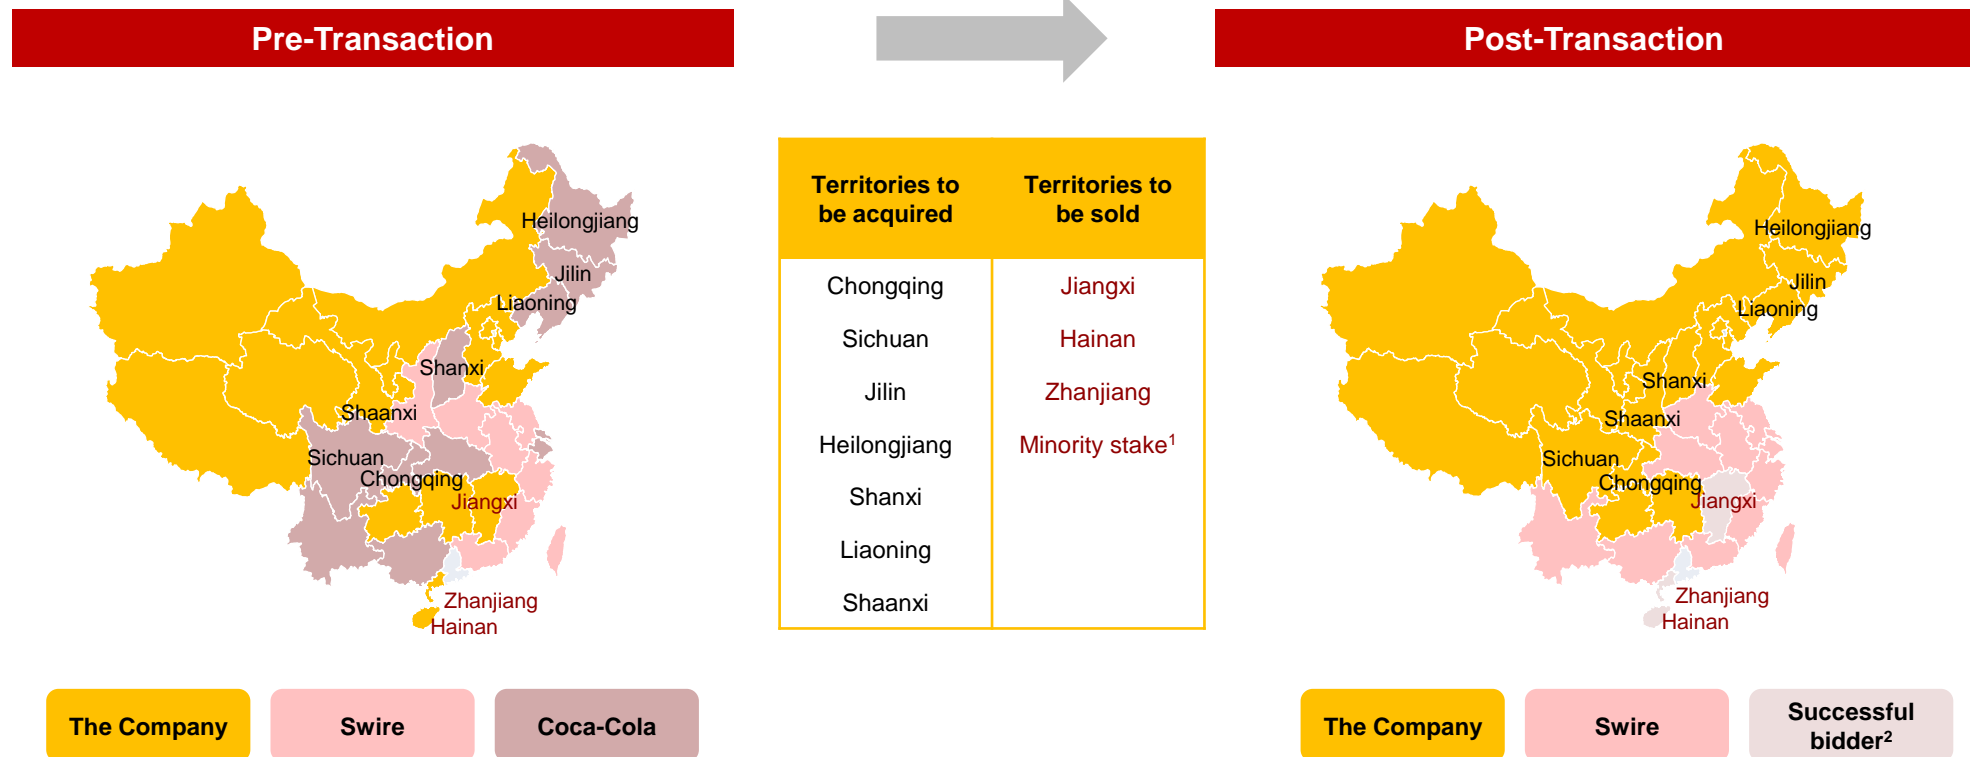 Pre-Transaction
Post-Transaction
Heilongjiang
Jilin
Liaoning
Shanxi
Shaanxi
Sichuan
Chongqing
Jiangxi
Zhanjiang
Hainan
Territories to
be acquired
Territories to
be sold
Chongqing
Jiangxi
Sichuan
Hainan
Jilin
Zhanjiang
Heilongjiang
Minority stake1
Shanxi
Liaoning
Shaanxi
Heilongjiang
Jilin
Liaoning
Shanxi
Shaanxi
Sichuan
Chongqing
Jiangxi
Zhanjiang
Hainan
The Company
Swire
Coca-Cola
The Company
Swire
Successful
bidder2